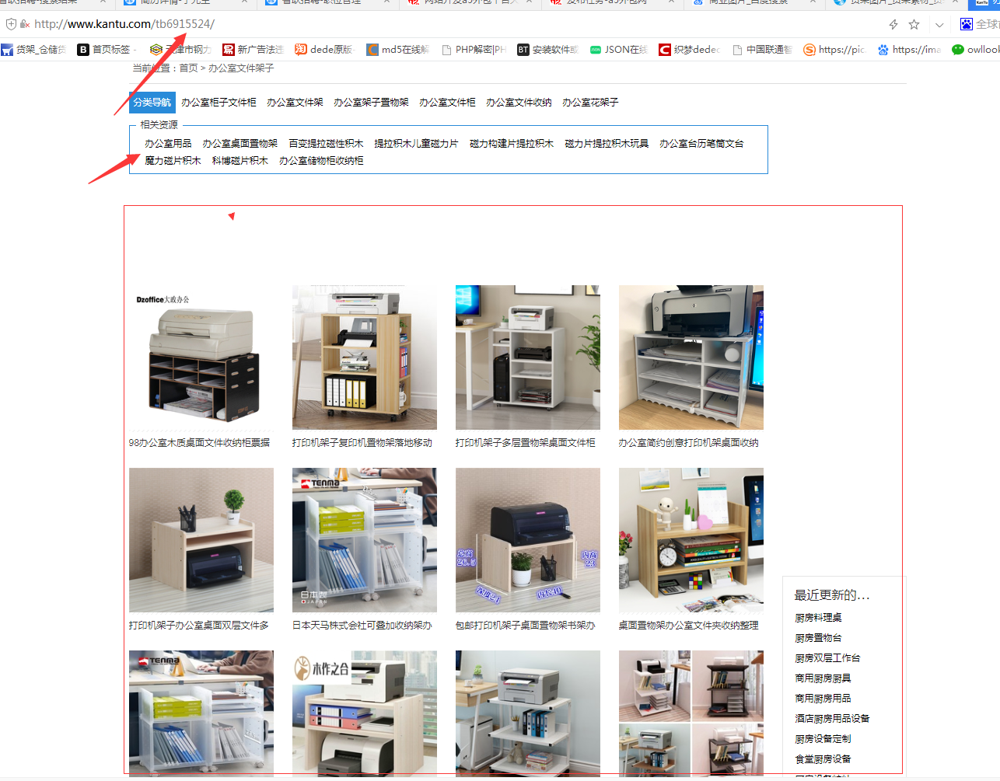 http://www.kantu.com/tb6915524/
全球
货架_仓储货
首页标签 -
天津市钢力
新广告法违
dede原版-
md5在线解
PHP解密|PH
安装软件或
JSON在线
织梦dedec
中国联通智
https://pic.
https://ima
owllook
当前位置：首页 > 办公室文件架子
分类导航 办公室柜子文件柜 办公室文件架 办公室架子置物架 办公室文件柜 办公室文件收纳 办公室花架子
相关资源
办公室用品 办公室桌面置物架 百变提拉磁性积木 提拉积木儿童磁力片 磁力构建片提拉积木 磁力片提拉积木玩具 办公室台历笔筒文台
魔力磁片积木 科博磁片积木 办公室储物柜收纳柜
Dzoffice大政办公
98办公室木质桌面文件收纳柜票据
打印机架子复印机置物架落地移动
打印机架子多层置物架桌面文件柜
办公室简约创意打印机架桌面收纳
TENMA
日本製
JAPAN
总高
26.5
内高
23
打印机架子办公室桌面双层文件多
日本天马株式会社可叠加收纳架办
包邮打印机架子桌面置物架书架办
桌面置物架办公室文件夹收纳整理
TENMA
木作之合
最近更新的...
厨房料理桌
厨房置物台
厨房双层工作台
商用厨房厨具
商用厨房用品
酒店厨房用品设备
厨房设备定制
食堂厨房设备